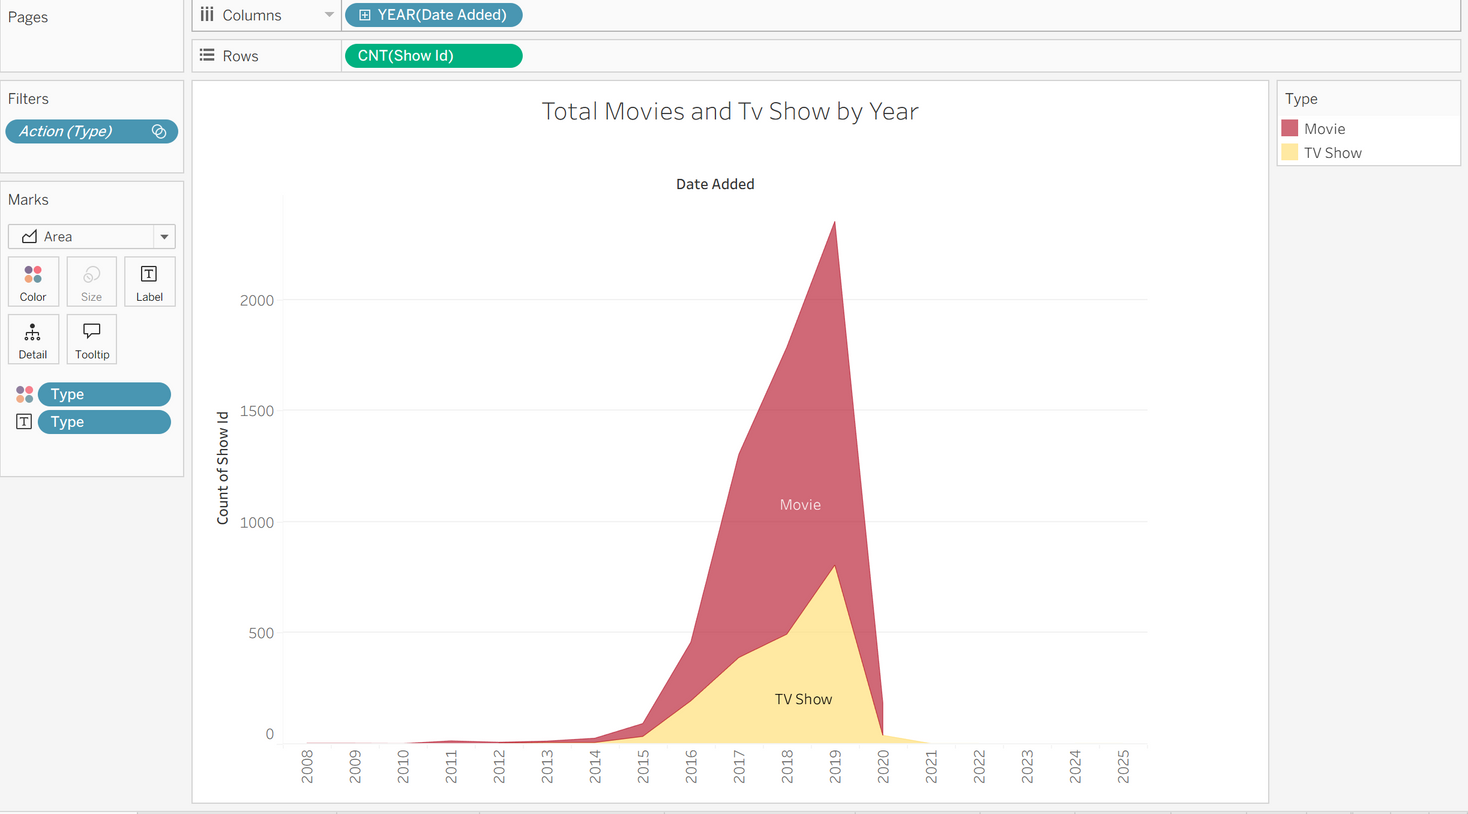 Pages
Columns
YEAR(Date Added)
Rows
CNT(Show Id)
Filters
Action (Type)
Marks
Area
Color
Size
Label
Detail
Tooltip
Type
Type
Total Movies and Tv Show by Year
Date Added
Count of Show Id
2000
1500
1000
500
0
Movie
TV Show
2008
2009
2010
2011
2012
2013
2014
2015
2016
2017
2018
2019
2020
2021
2022
2023
2024
2025
Type
Movie
TV Show